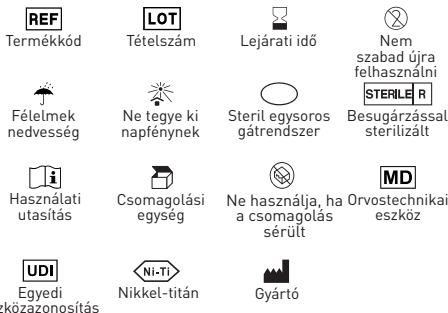 REF
Termékkód
LOT
Tételszám
Lejárati idő
2
Nem
szabad újra
felhasználni
Félelmek
nedvesség
Ne tegye ki
napfénynek
Steril egysoros
gátrendszer
STERILE R
Besugárzással
sterilizált
i
Használati
utasítás
Csomagolási
egység
Ne használja, ha
a csomagolás
sérült
MD
Orvostechnikai
eszköz
UDI
Egyedi
zközazonosítás
Ni-Ti
Nikkel-titán
Gyártó